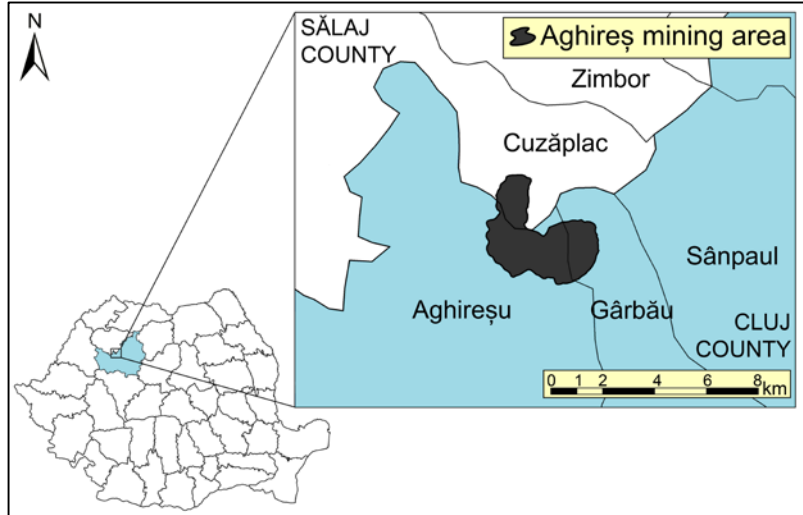 N
SĂLAJ
COUNTY
Aghireș mining area
Zimbor
Cuzăplac
Sânpaul
Aghireșu
Gârbău
CLUJ
COUNTY
0 1 2 4 6 8
km